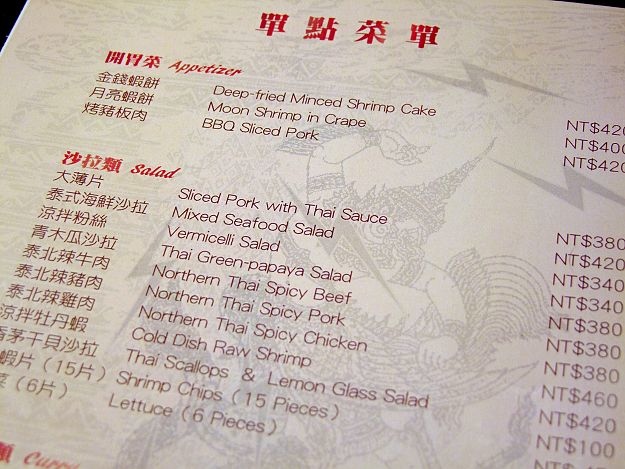 單點菜單
開胃菜 Appetizer
金錢蝦餅 Deep-fried Minced Shrimp Cake NT$420
月亮蝦餅 Moon Shrimp in Crape NT$400
烤豬板肉 BBQ Sliced Pork NT$420
沙拉類 Salad
大薄片 Sliced Pork with Thai Sauce NT$380
泰式海鮮沙拉 Mixed Seafood Salad NT$420
涼拌粉絲 Vermicelli Salad NT$340
青木瓜沙拉 Thai Green-papaya Salad NT$340
泰北辣牛肉 Northern Thai Spicy Beef NT$380
泰北辣豬肉 Northern Thai Spicy Pork NT$380
泰北辣雞肉 Northern Thai Spicy Chicken NT$380
涼拌牡丹蝦 Cold Dish Raw Shrimp NT$460
香茅干貝沙拉 Thai Scallops & Lemon Glass Salad NT$420
蝦片（15片） Shrimp Chips（15 Pieces） NT$100
菜（6片） Lettuce（6 Pieces）
類 Curry